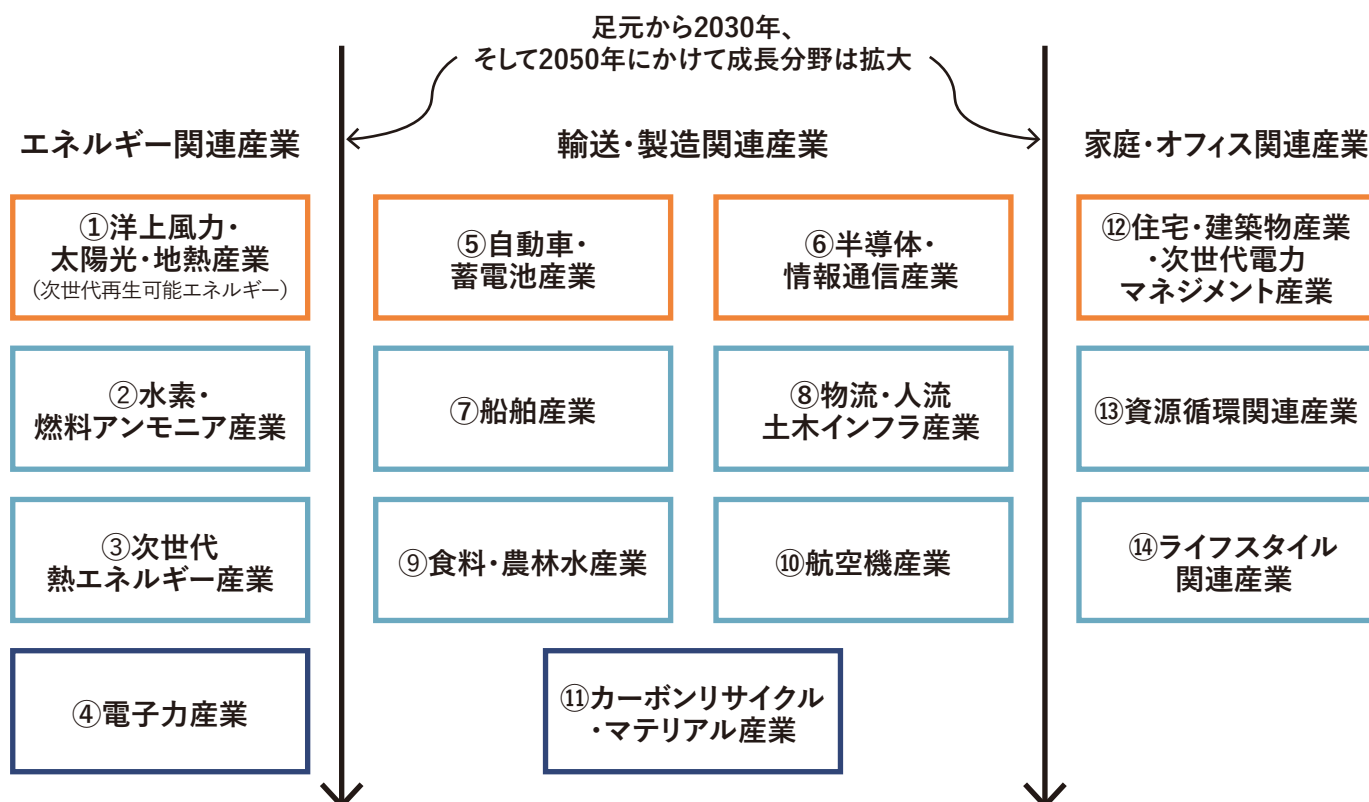 足元から2030年、
そして2050年にかけて成長分野は拡大
エネルギー関連産業
①洋上風力・
太陽光・地熱産業
（次世代再生可能エネルギー）
②水素・
燃料アンモニア産業
③次世代
熱エネルギー産業
④電子力産業
輸送・製造関連産業
⑤自動車・
蓄電池産業
⑥半導体・
情報通信産業
⑦船舶産業
⑧物流・人流
土木インフラ産業
⑨食料・農林水産業
⑩航空機産業
⑪カーボンリサイクル
・マテリアル産業
家庭・オフィス関連産業
⑫住宅・建築物産業
・次世代電力
マネジメント産業
⑬資源循環関連産業
⑭ライフスタイル
関連産業